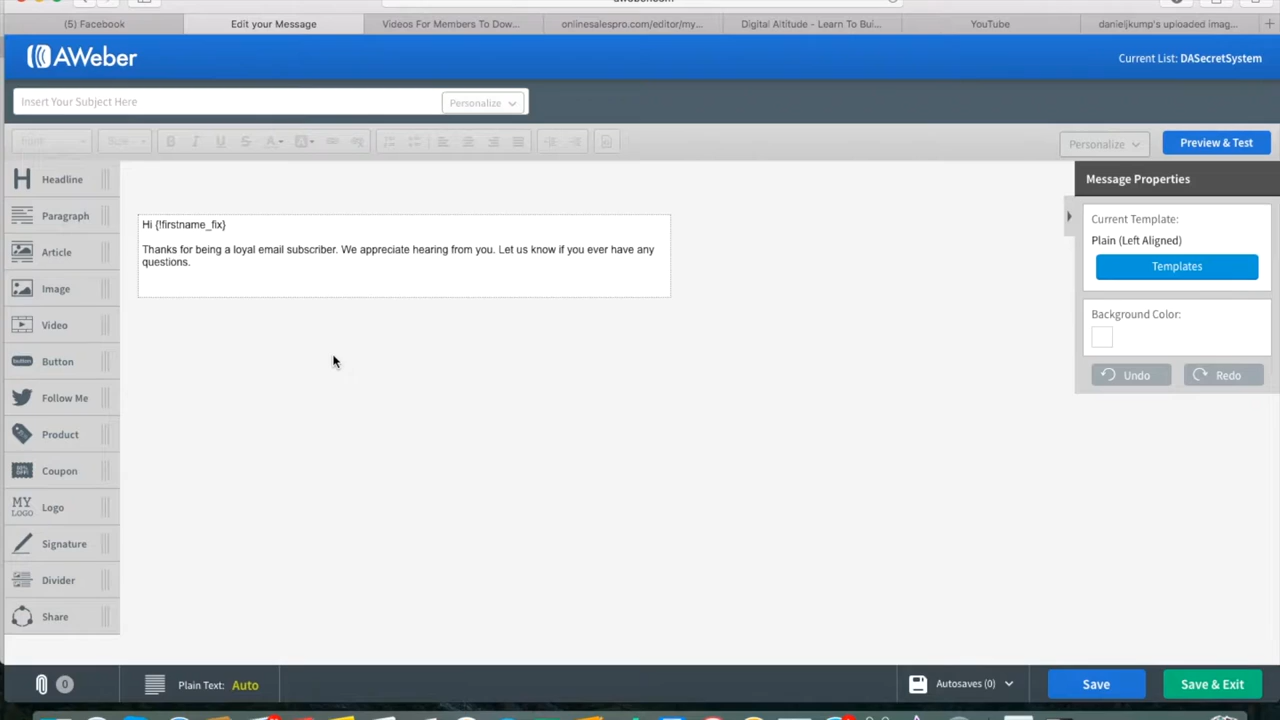 (5) Facebook
Edit your Message
Videos For Members To Dow...
onlinesalespro.com/editor/my...
Digital Altitude - Learn To Bui...
YouTube
danieljkump's uploaded imag...
AWeber
Current List: DASecretSystem
Insert Your Subject Here
Personalize
Font
Size
B
I
U
S
A
A
Personalize
Preview & Test
Headline
Paragraph
Article
Image
Video
Button
Follow Me
Product
Coupon
MY
LOGO
Logo
Signature
Divider
Share
Hi {!firstname_fix}
Thanks for being a loyal email subscriber. We appreciate hearing from you. Let us know if you ever have any
questions.
Message Properties
Current Template:
Plain (Left Aligned)
Templates
Background Color:
Undo
Redo
0
Plain Text: Auto
Autosaves (0)
Save
Save & Exit